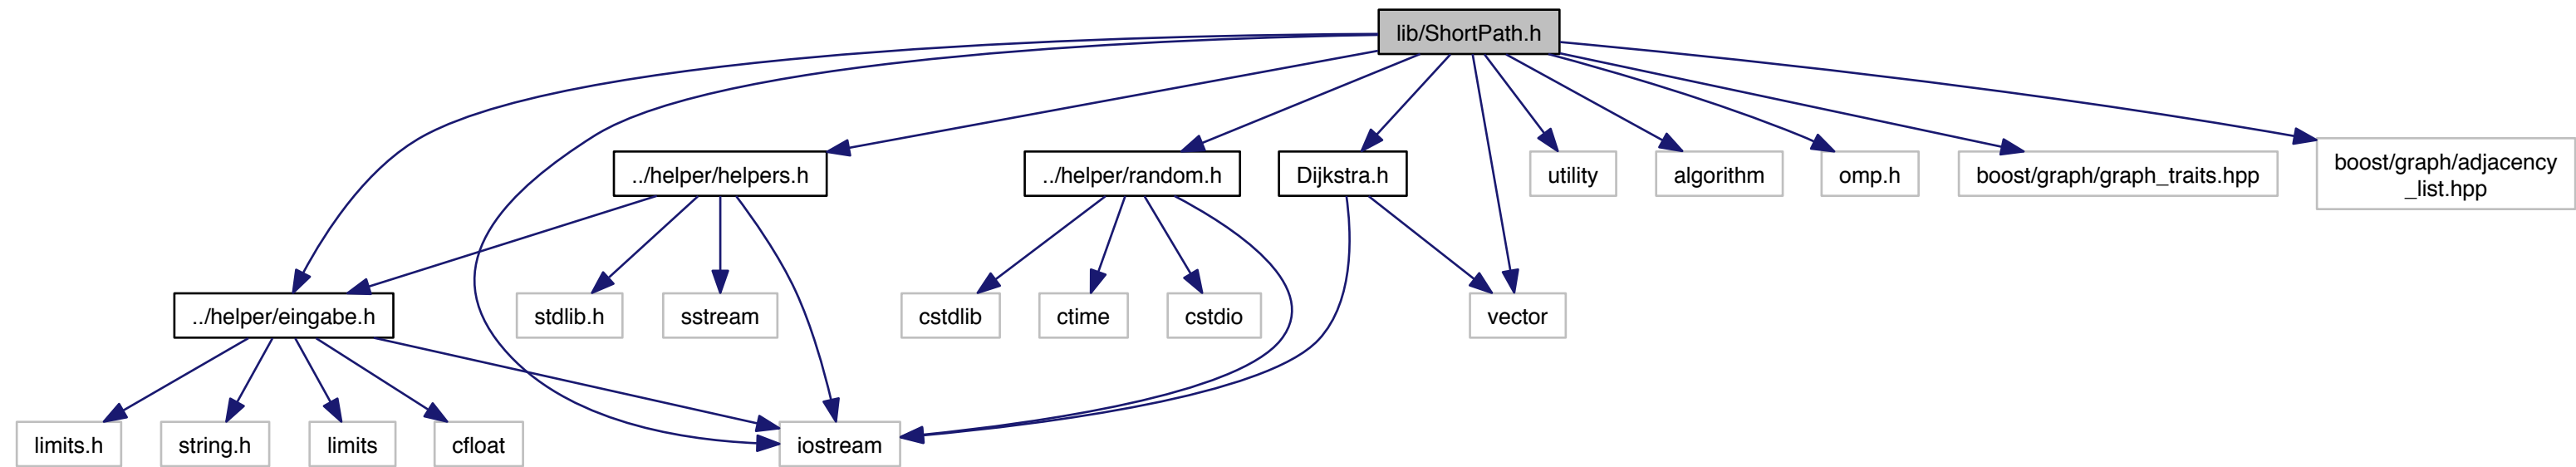 lib/ShortPath.h
../helper/helpers.h
../helper/random.h
Dijkstra.h
utility
algorithm
omp.h
boost/graph/graph_traits.hpp
boost/graph/adjacency
_list.hpp
../helper/eingabe.h
stdlib.h
sstream
cstdlib
ctime
cstdio
vector
limits.h
string.h
limits
cfloat
iostream